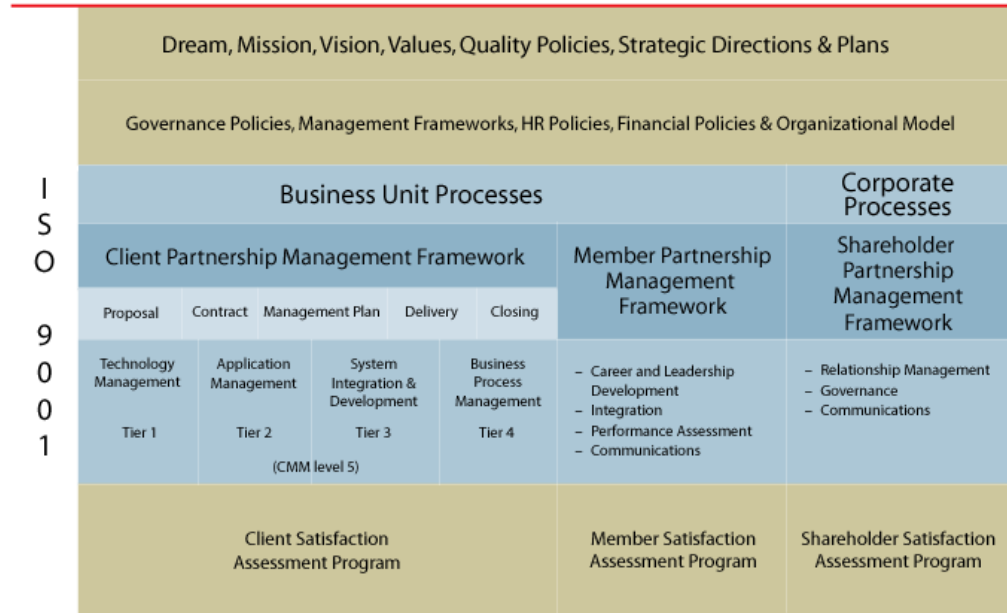 Dream, Mission, Vision, Values, Quality Policies, Strategic Directions & Plans
Governance Policies, Management Frameworks, HR Policies, Financial Policies & Organizational Model
I
S
O
9
0
0
1
Business Unit Processes
Corporate
Processes
Client Partnership Management Framework
Member Partnership
Management
Framework
Shareholder
Partnership
Management
Framework
Proposal
Contract
Management Plan
Delivery
Closing
Technology
Management
Tier 1
Application
Management
Tier 2
System
Integration &
Development
Tier 3
Business
Process
Management
Tier 4
(CMM level 5)
– Career and Leadership
Development
– Integration
– Performance Assessment
– Communications
– Relationship Management
– Governance
– Communications
Client Satisfaction
Assessment Program
Member Satisfaction
Assessment Program
Shareholder Satisfaction
Assessment Program